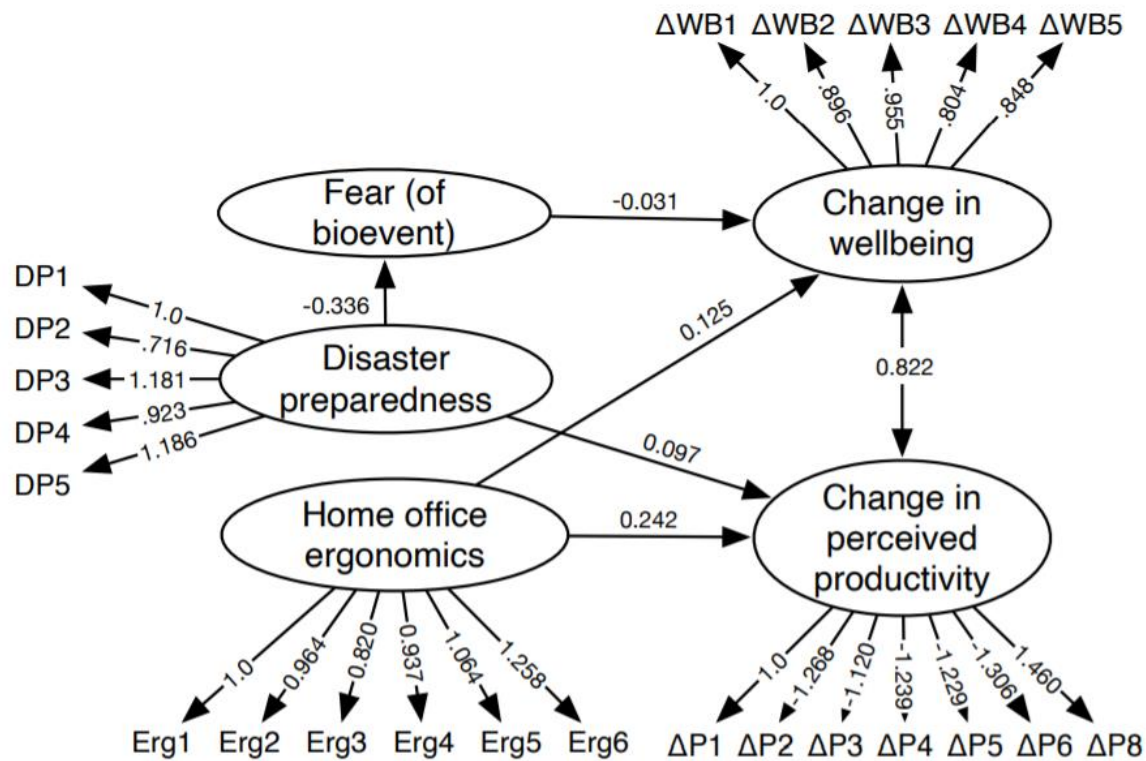 ΔWB1 ΔWB2 ΔWB3 ΔWB4 ΔWB5
1.0 .896 .955 .804 .848
Fear (of
bioevent)
-0.031
Change in
wellbeing
DP1
DP2
DP3
DP4
DP5
1.0
.716
1.181
.923
1.186
-0.336
Disaster
preparedness
0.125
0.822
0.097
Home office
ergonomics
0.242
Change in
perceived
productivity
1.0 0.964 0.820 0.937 1.064 1.258
Erg1 Erg2 Erg3 Erg4 Erg5 Erg6
1.0 -1.268 -1.120 -1.239 -1.229 -1.306 1.460
ΔP1 ΔP2 ΔP3 ΔP4 ΔP5 ΔP6 ΔP8